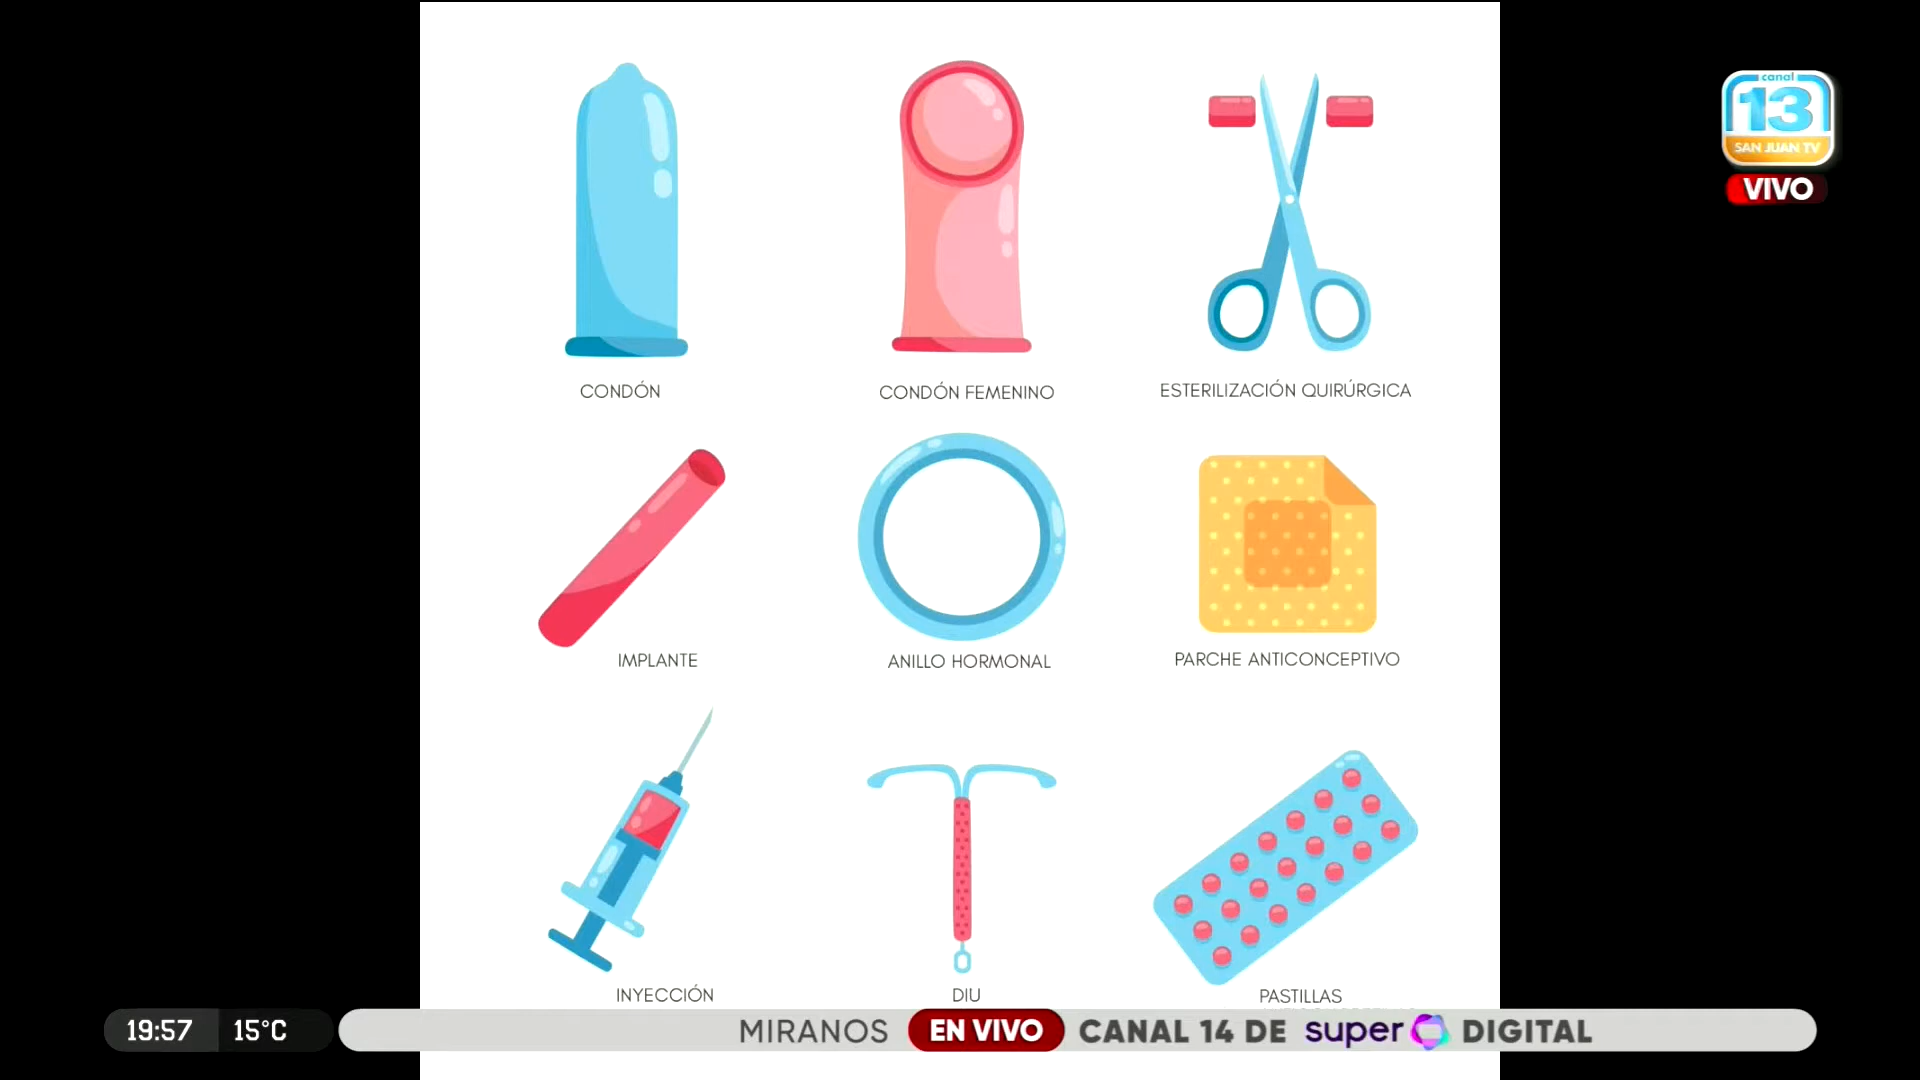 canal
13
SAN JUAN TV
VIVO
CONDÓN
CONDÓN FEMENINO
ESTERILIZACIÓN QUIRÚRGICA
IMPLANTE
ANILLO HORMONAL
PARCHE ANTICONCEPTIVO
INYECCIÓN
DIU
PASTILLAS
19:57
15°C
MIRANOS EN VIVO CANAL 14 DE super DIGITAL